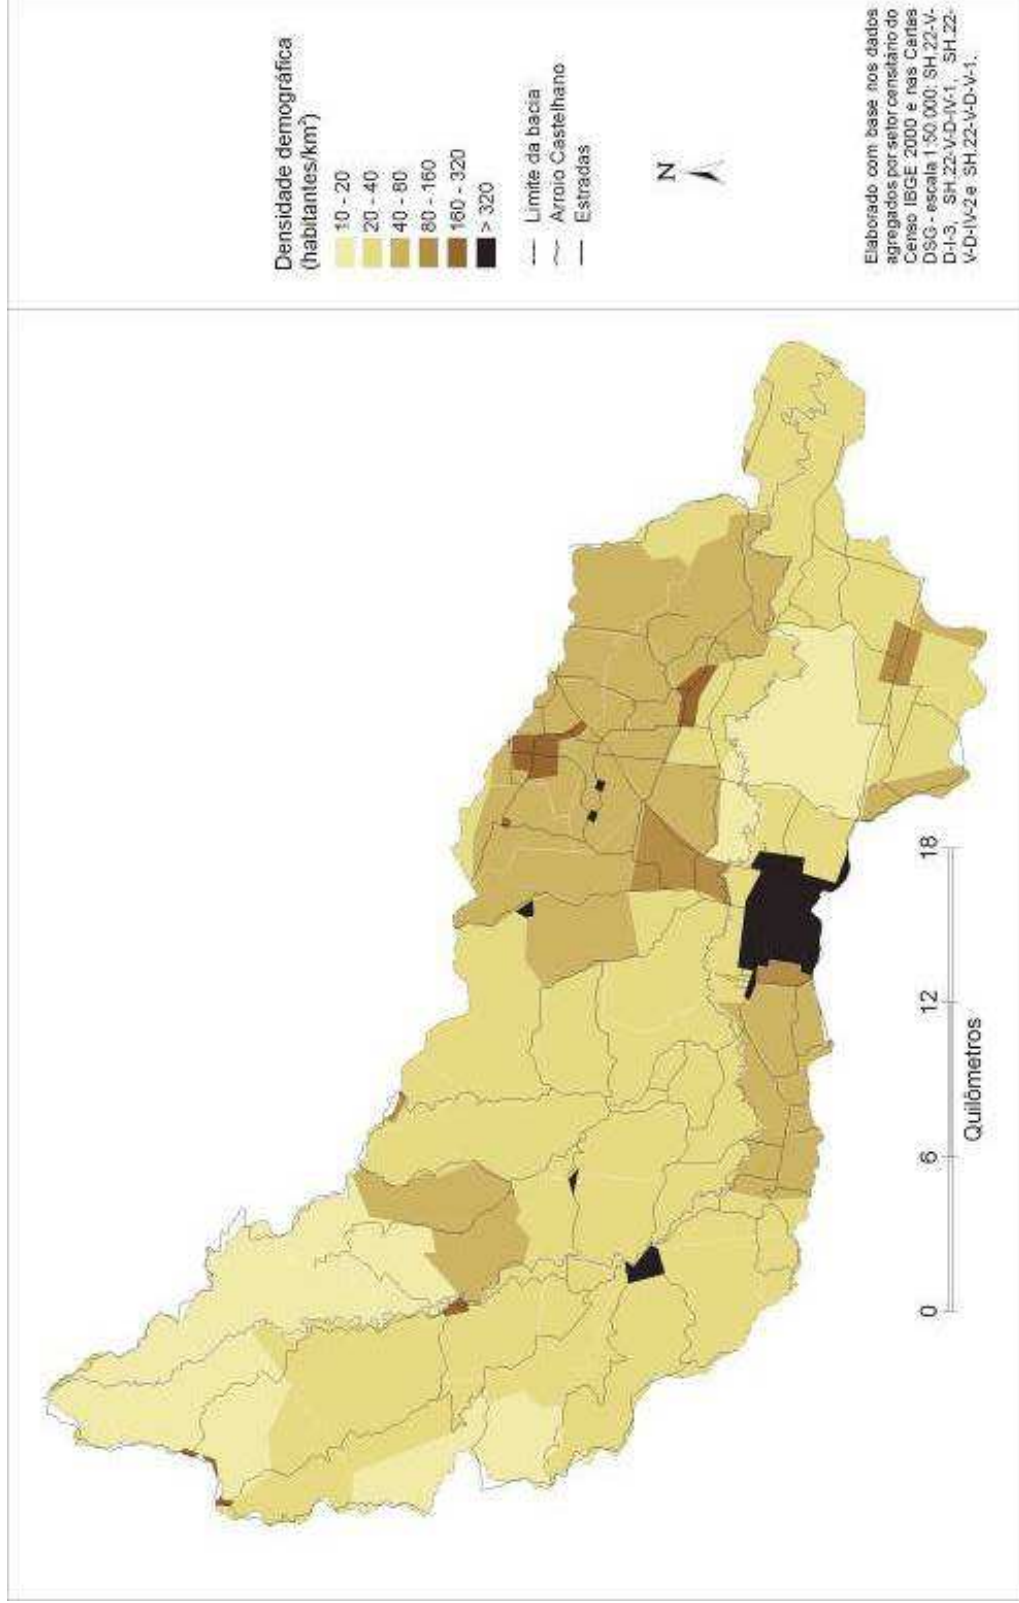 Densidade demográfica
(habitantes/km²)
10 - 20
20 - 40
40 - 80
80 - 160
160 - 320
> 320
Limite da bacia
Arroio Castelhano
Estradas
N
Elaborado com base nos dados
agregados por setor censitário do
Censo IBGE 2000 e nas Cartas
DSG - escala 1:50.000: SH.22-V-
D-I-3, SH.22-V-D-IV-1, SH.22-
V-D-IV-2 e SH.22-V-D-V-1.
0
6
12
18
Quilômetros